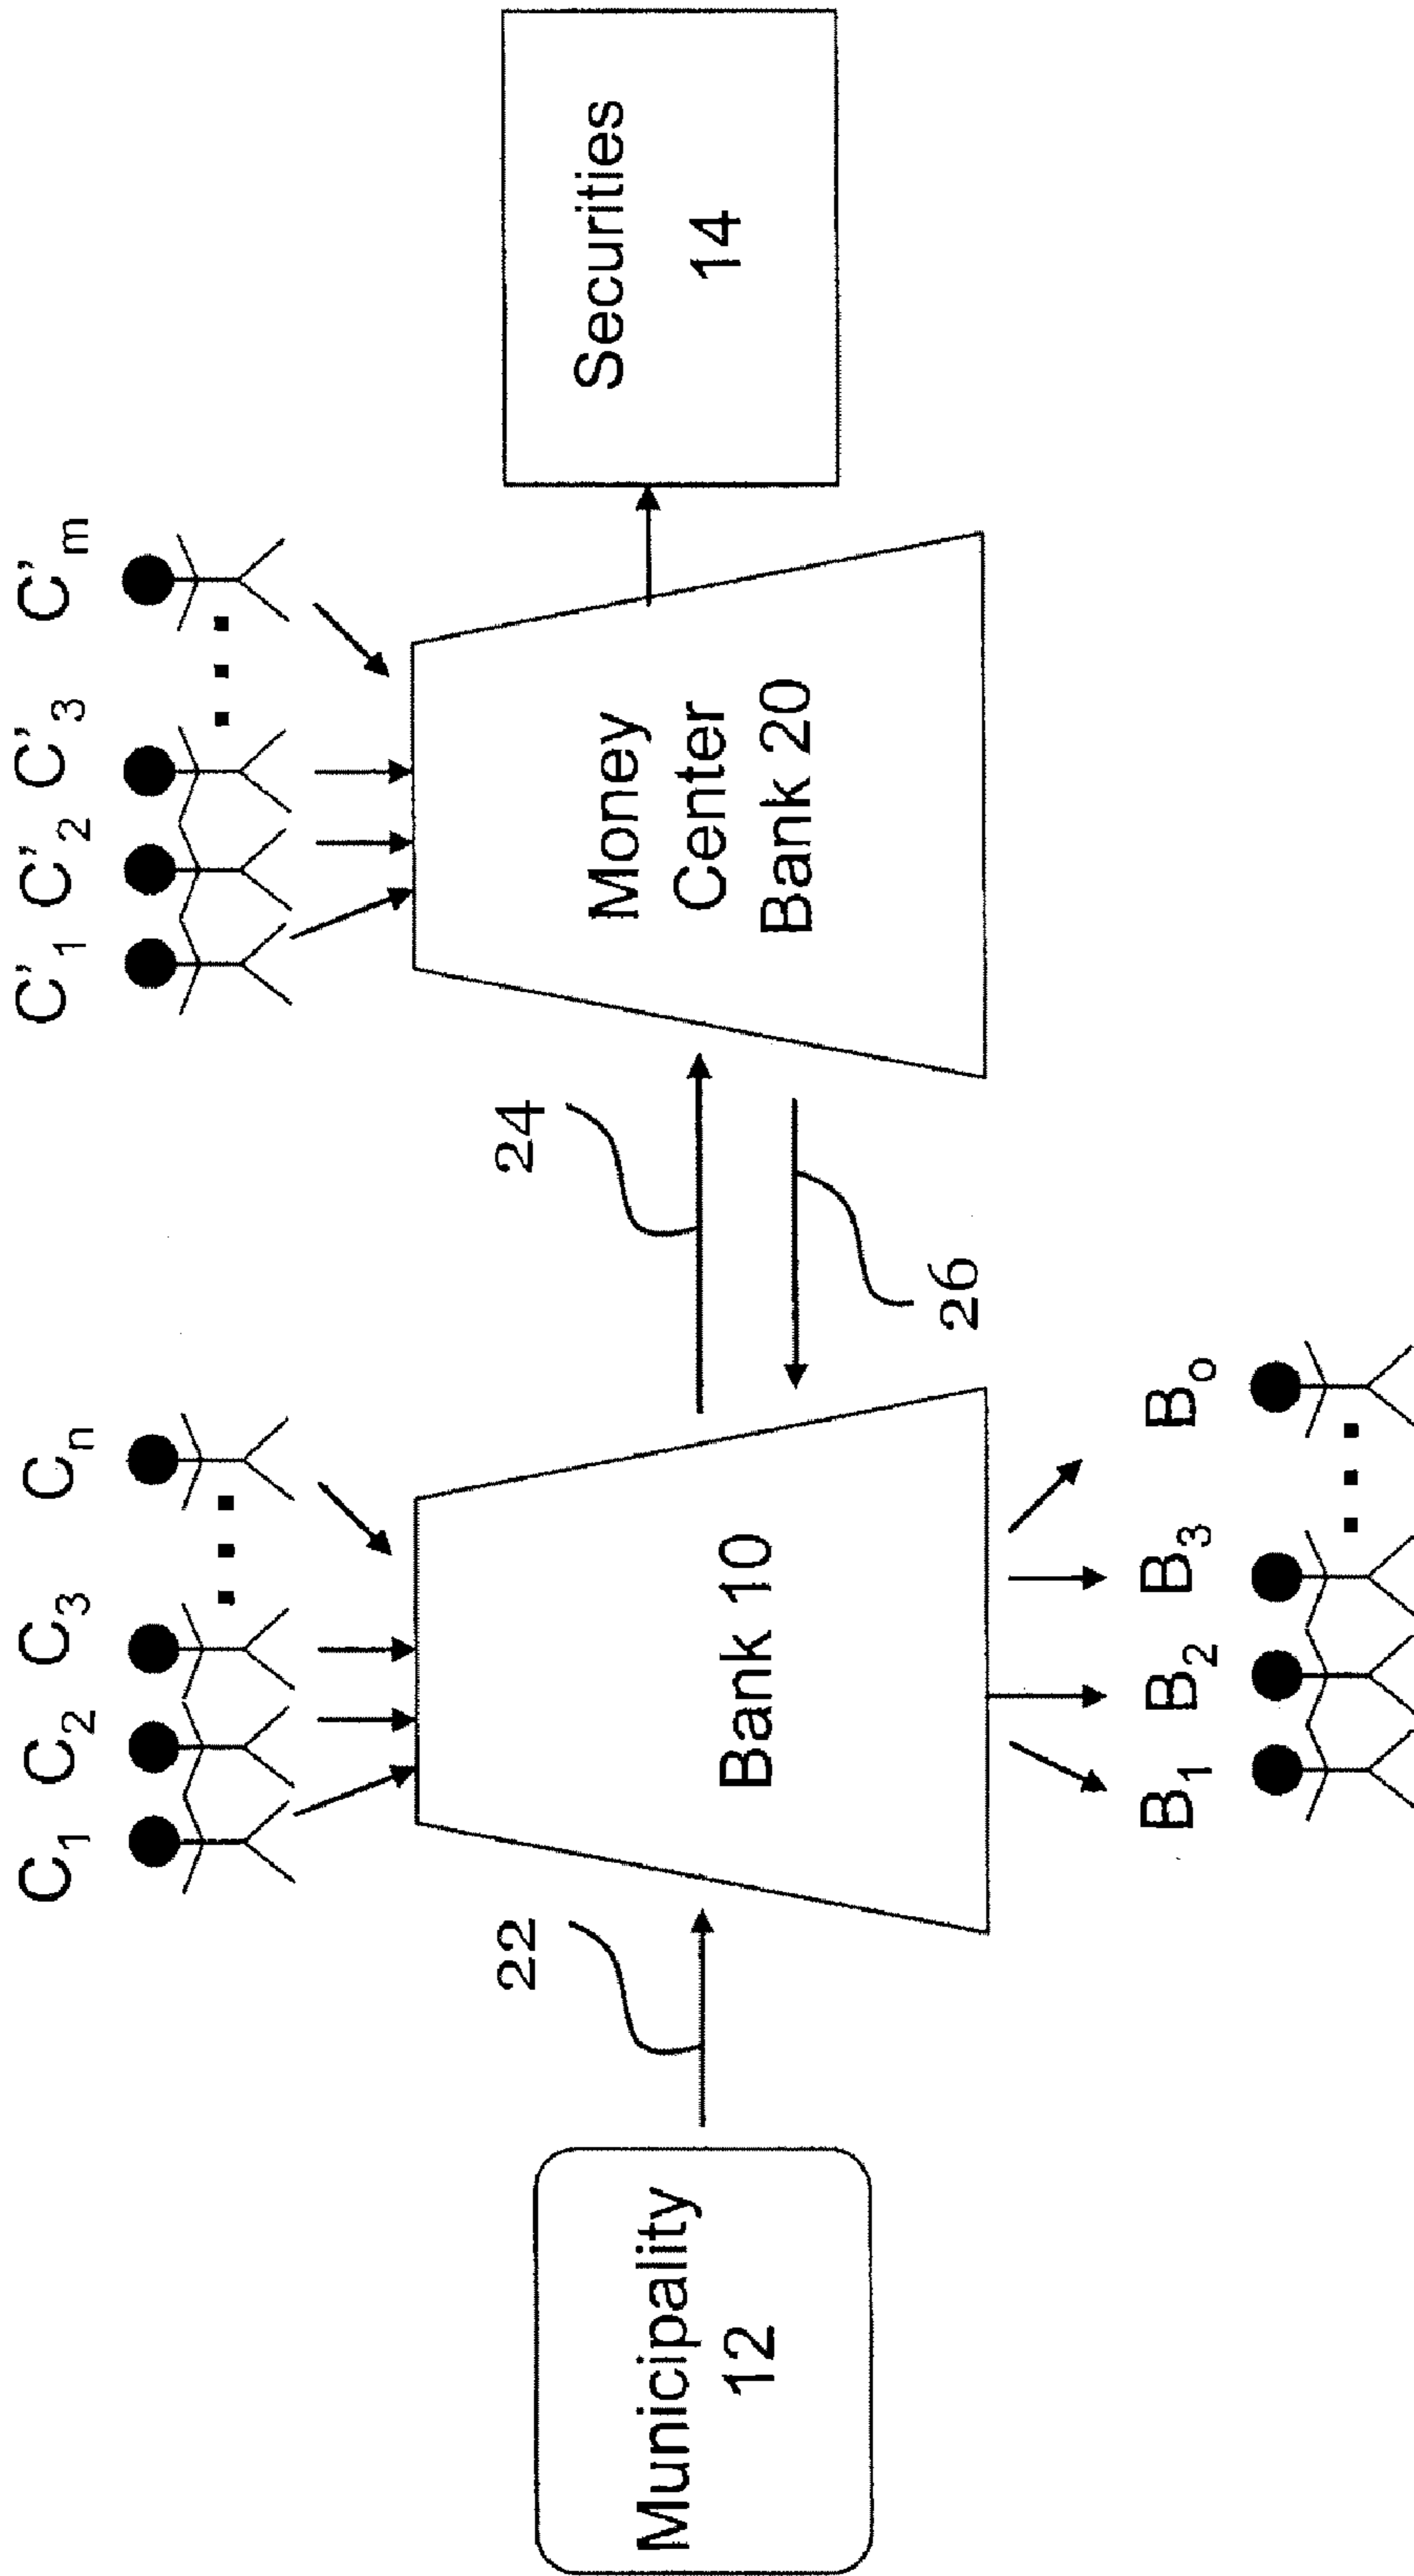 C₁ C₂ C₃ Cₙ
C'₁ C'₂ C'₃ C'ₘ
22
24
26
Municipality
12
Bank 10
Money
Center
Bank 20
Securities
14
B₁ B₂ B₃ Bₒ